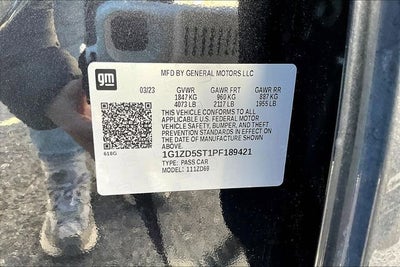 gm
MFD BY GENERAL MOTORS LLC
03/23 GVWR GAWR FRT GAWR RR
1847 KG 960 KG 887 KG
4073 LB 2117 LB 1955 LB
THIS VEHICLE CONFORMS TO ALL
APPLICABLE U.S. FEDERAL MOTOR
VEHICLE SAFETY, BUMPER, AND THEFT
PREVENTION STANDARDS IN EFFECT ON
THE DATE OF MANUFACTURE SHOWN
ABOVE.
618G 1G1ZD5ST1PF189421
TYPE: PASS CAR
MODEL: 111ZD69